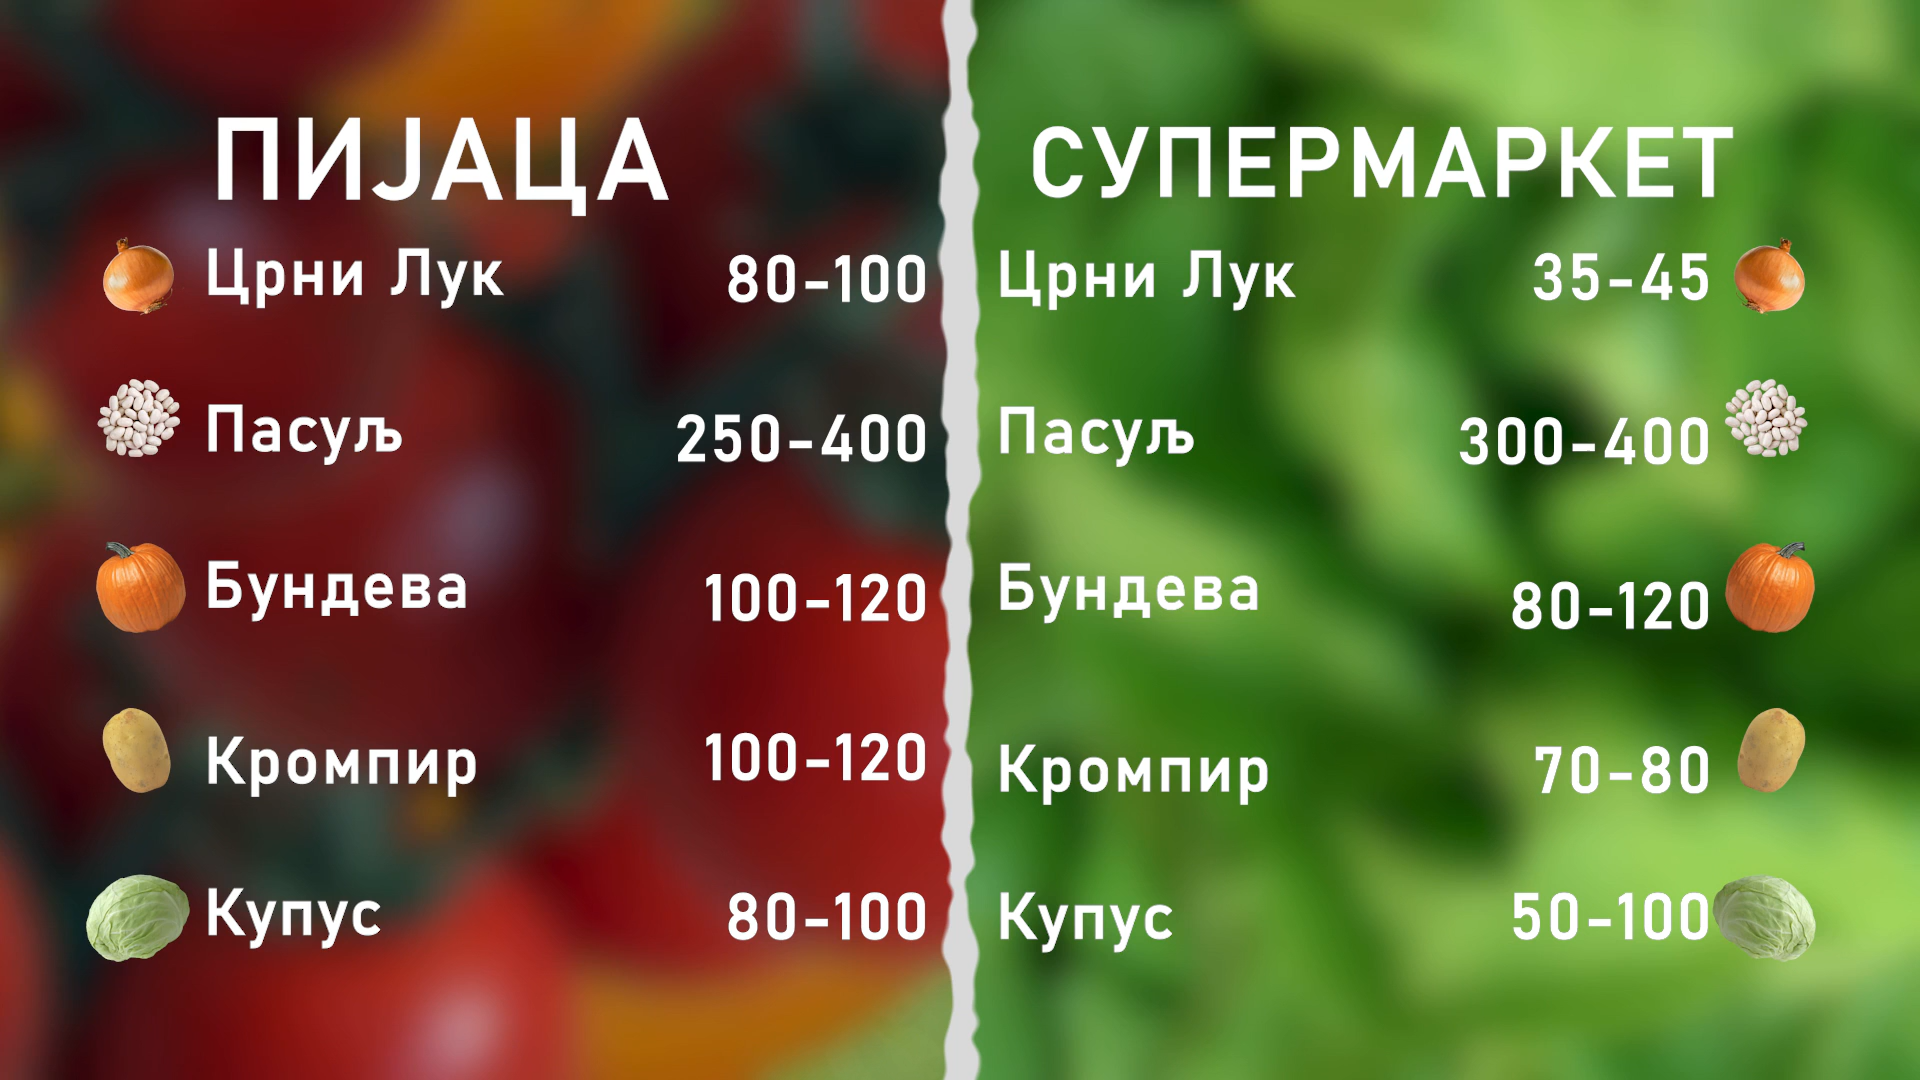 ПИЈАЦА
Црни Лук 80-100
Пасуљ 250-400
Бундева 100-120
Кромпир 100-120
Купус 80-100
СУПЕРМАРКЕТ
Црни Лук 35-45
Пасуљ 300-400
Бундева 80-120
Кромпир 70-80
Купус 50-100